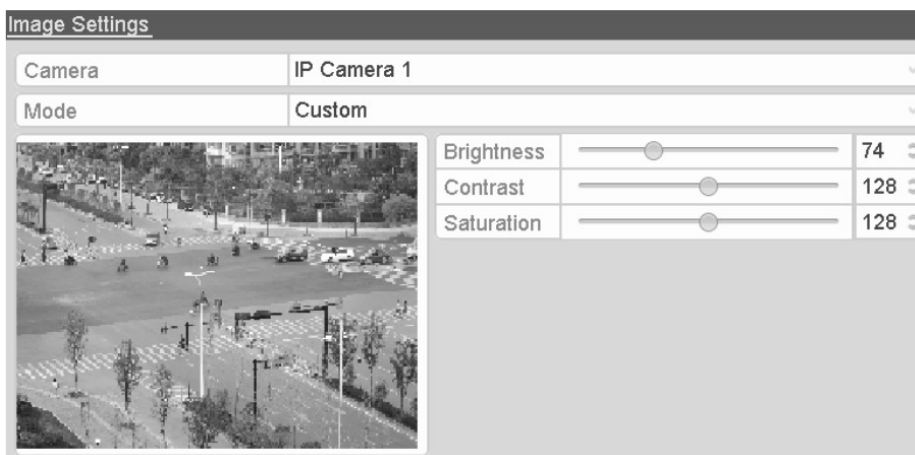 Image Settings
Camera IP Camera 1
Mode Custom
Brightness 74
Contrast 128
Saturation 128